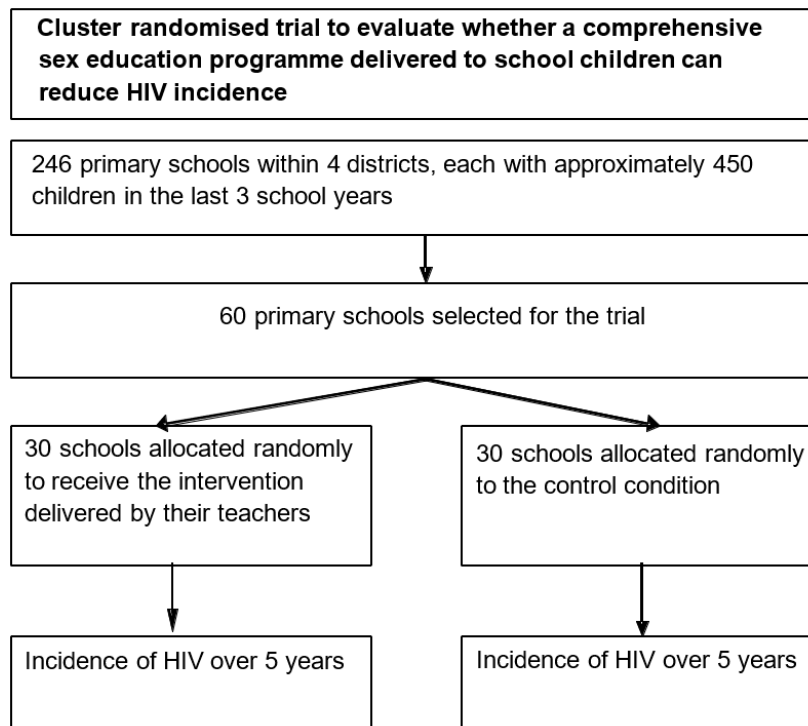 Cluster randomised trial to evaluate whether a comprehensive
sex education programme delivered to school children can
reduce HIV incidence
246 primary schools within 4 districts, each with approximately 450
children in the last 3 school years
60 primary schools selected for the trial
30 schools allocated randomly
to receive the intervention
delivered by their teachers
30 schools allocated randomly
to the control condition
Incidence of HIV over 5 years
Incidence of HIV over 5 years